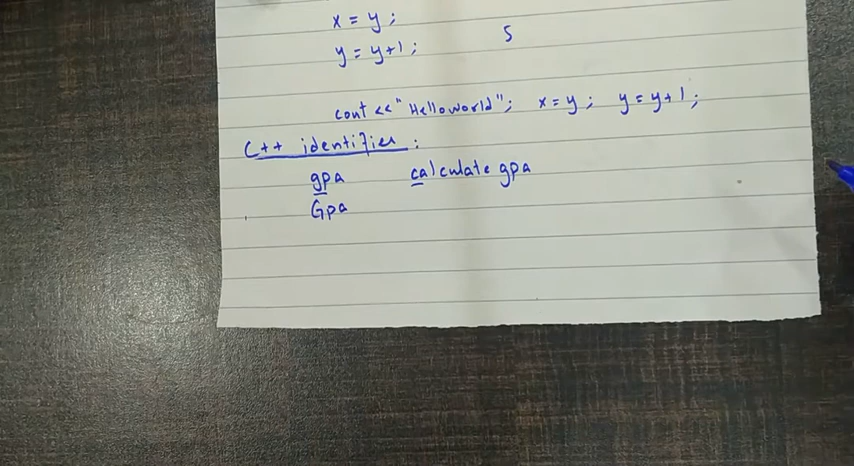 x = y ;
y = y+1 ; 5
cout << "Helloworld"; x = y ; y = y+1 ;
C++ identifier :
gpa calculate gpa
Gpa